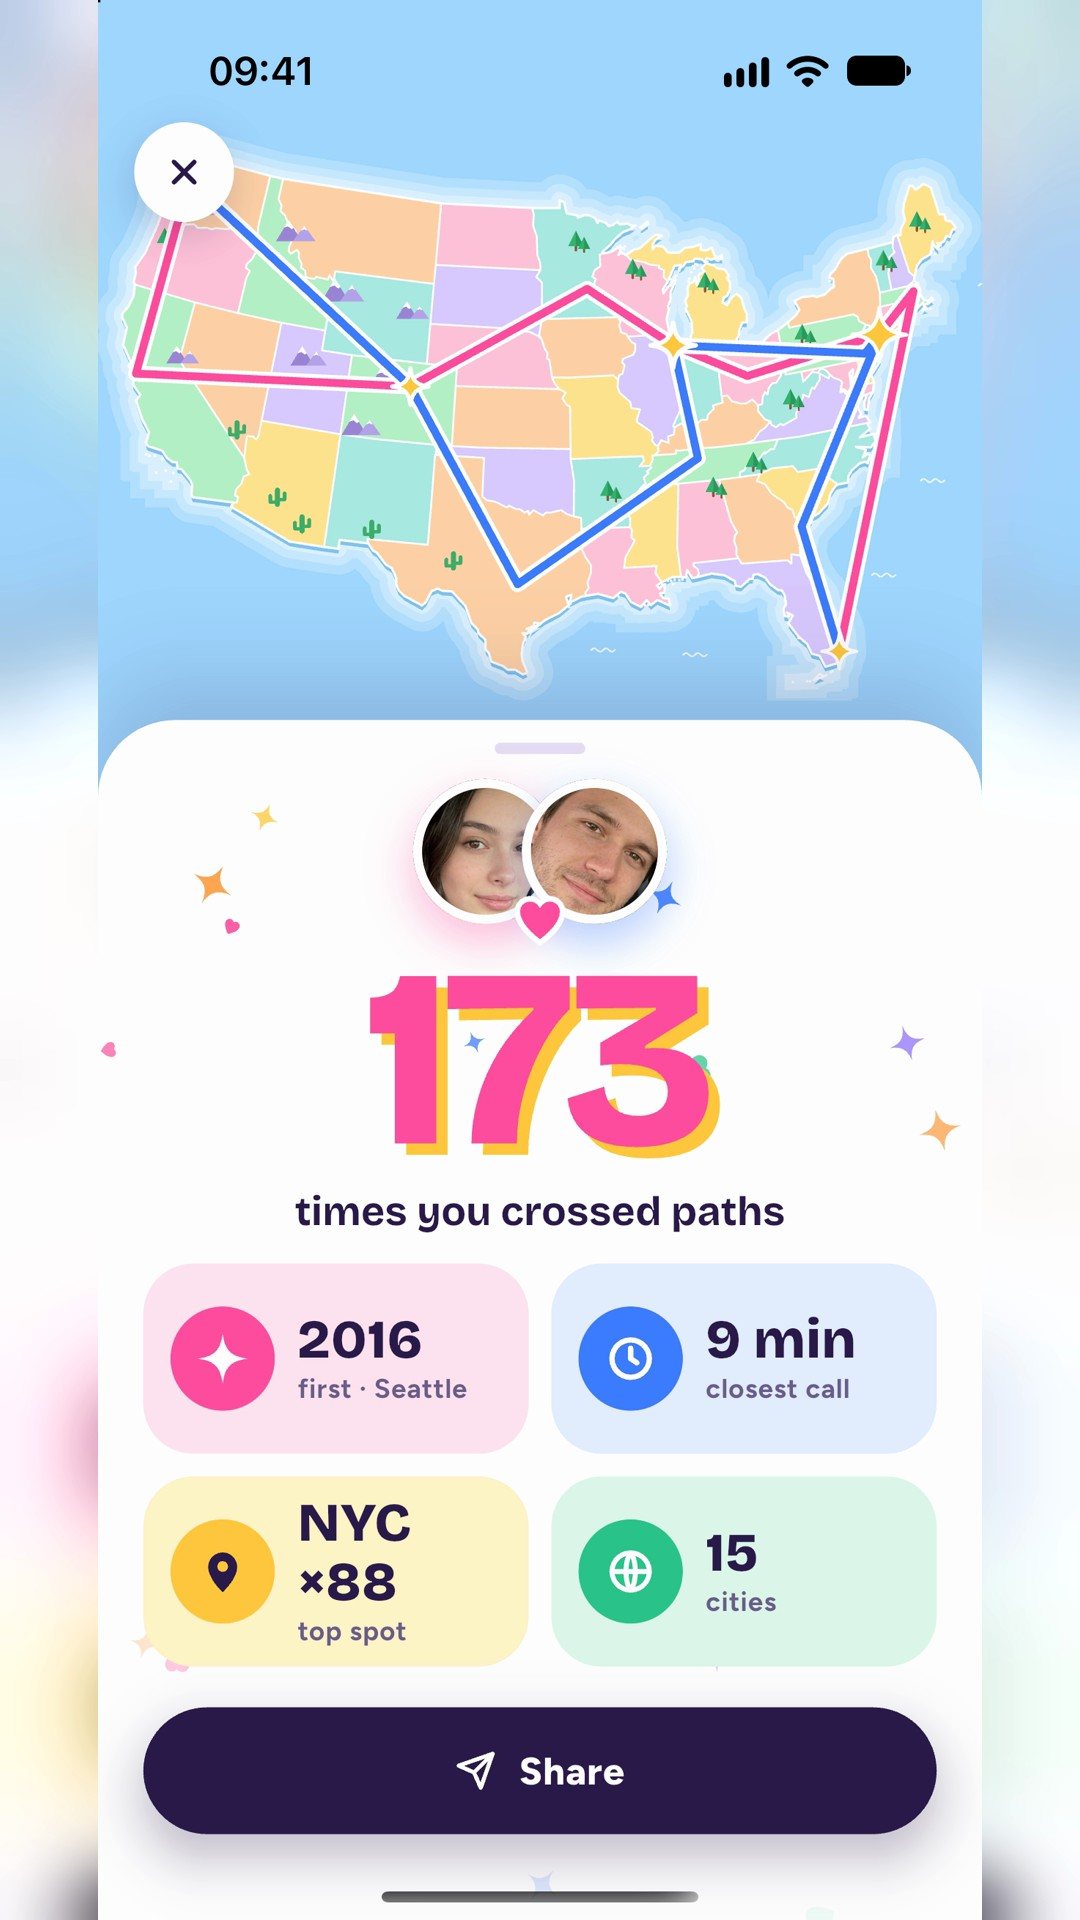 09:41
173
times you crossed paths
2016
first · Seattle
9 min
closest call
NYC
×88
top spot
15
cities
Share